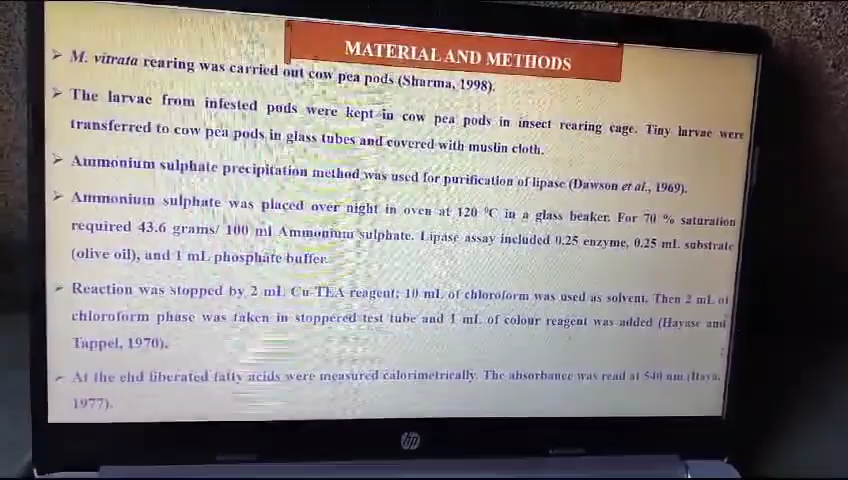 MATERIAL AND METHODS
➢ M. vitrata rearing was carried out cow pea pods (Sharma, 1998).
➢ The larvae from infested pods were kept in cow pea pods in insect rearing cage. Tiny larvae were
transferred to cow pea pods in glass tubes and covered with muslin cloth.
➢ Ammonium sulphate precipitation method was used for purification of lipase (Dawson et al., 1969).
➢ Ammonium sulphate was placed over night in oven at 120 °C in a glass beaker. For 70 % saturation
required 43.6 grams/ 100 ml Ammonium sulphate. Lipase assay included 0.25 enzyme, 0.25 mL substrate
(olive oil), and 1 mL phosphate buffer.
➢ Reaction was stopped by 2 mL Cu-TEA reagent; 10 mL of chloroform was used as solvent. Then 2 mL of
chloroform phase was taken in stoppered test tube and 1 mL of colour reagent was added (Hayase and
Tappel, 1970).
➢ At the end liberated fatty acids were measured calorimetrically. The absorbance was read at 540 nm (Itaya,
1977).
hp